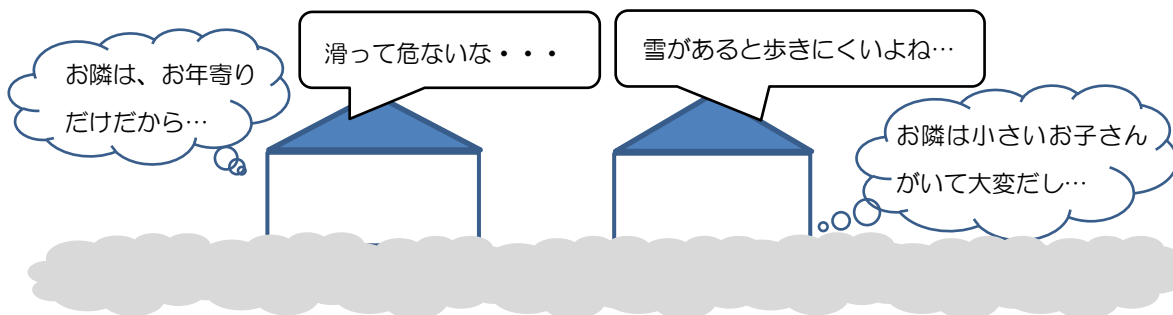 お隣は、お年寄り
だけだから…
滑って危ないな・・・
雪があると歩きにくいよね…
お隣は小さいお子さん
がいて大変だし…